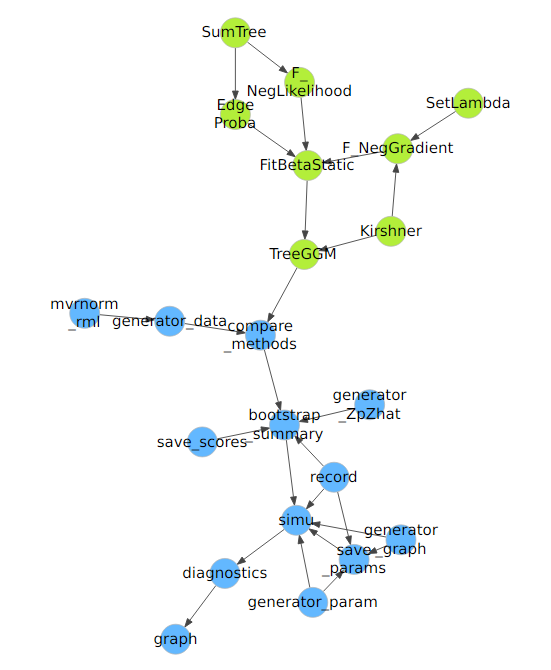 SumTree
F_
NegLikelihood
Edge
Proba
SetLambda
F_NegGradient
FitBetaStatic
Kirshner
TreeGGM
mvrnorm
_rml
generator_data
compare
_methods
generator
_ZpZhat
bootstrap
_summary
save_scores
record
simu
generator
_graph
save
_params
diagnostics
generator_param
graph